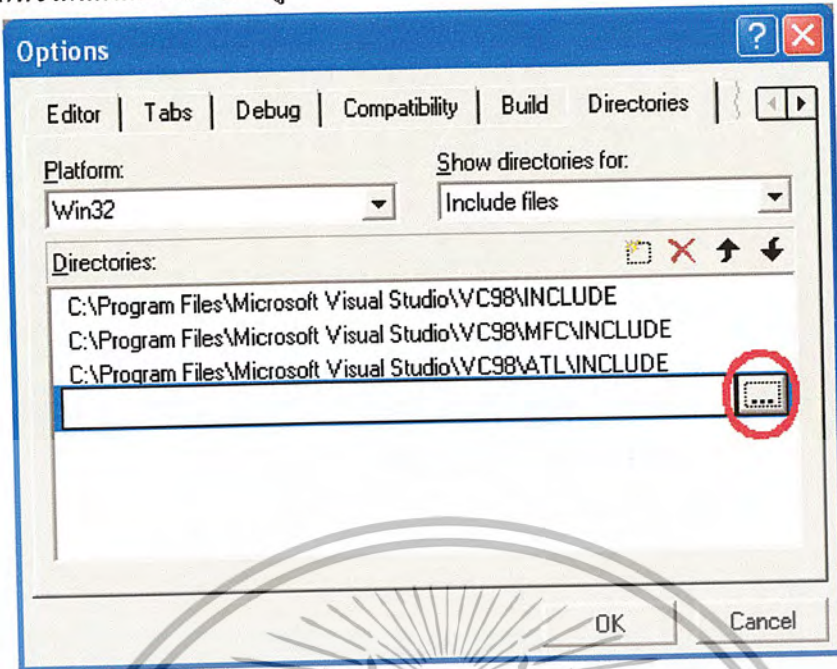 Options
Editor Tabs Debug Compatibility Build Directories
Platform: Show directories for:
Win32 Include files
Directories:
C:\Program Files\Microsoft Visual Studio\VC98\INCLUDE
C:\Program Files\Microsoft Visual Studio\VC98\MFC\INCLUDE
C:\Program Files\Microsoft Visual Studio\VC98\ATL\INCLUDE
...
OK Cancel